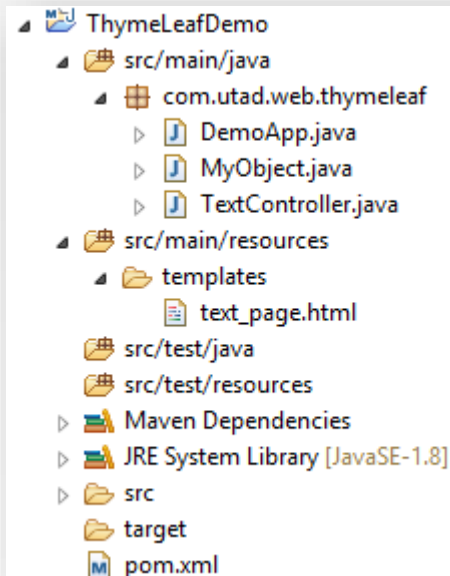 ThymeLeafDemo
src/main/java
com.utad.web.thymeleaf
DemoApp.java
MyObject.java
TextController.java
src/main/resources
templates
text_page.html
src/test/java
src/test/resources
Maven Dependencies
JRE System Library [JavaSE-1.8]
src
target
pom.xml